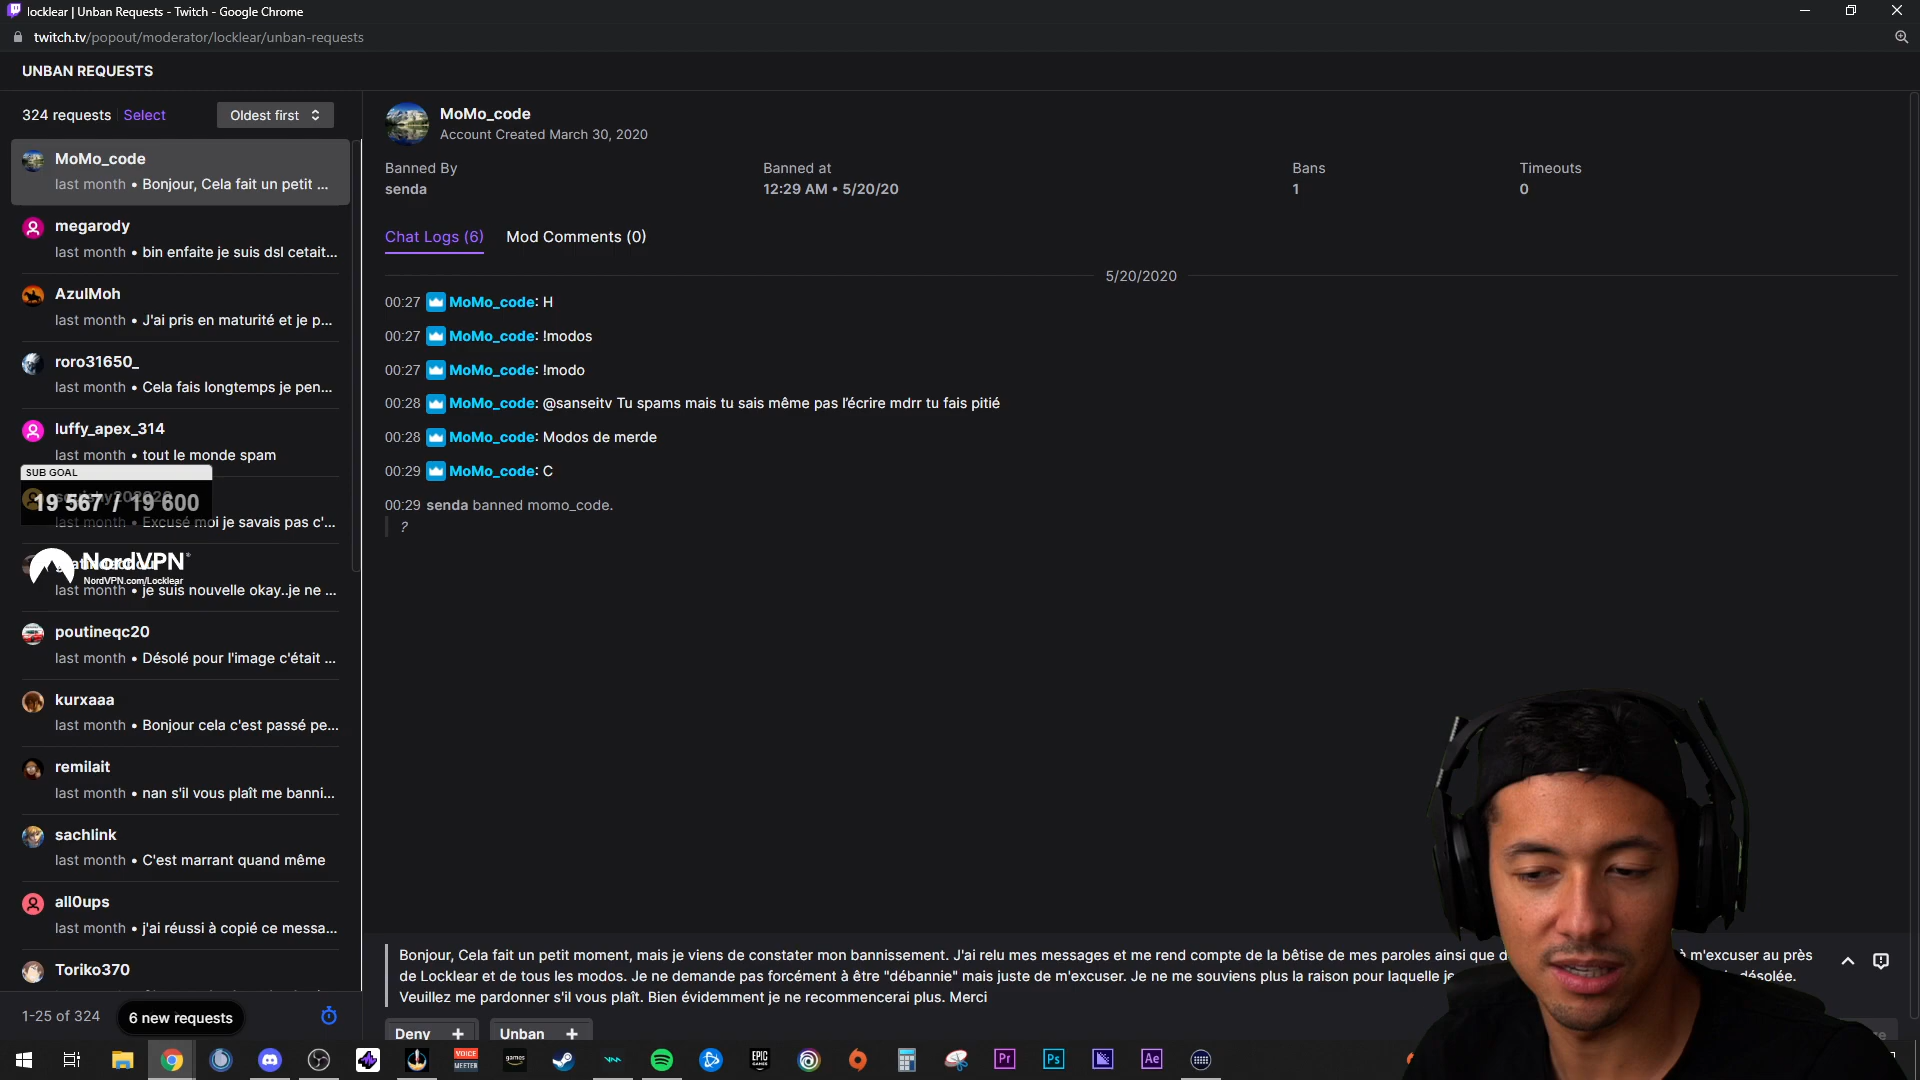 locklear | Unban Requests - Twitch - Google Chrome
twitch.tv/popout/moderator/locklear/unban-requests
UNBAN REQUESTS
324 requests Select Oldest first
MoMo_code
last month • Bonjour, Cela fait un petit ...
megarody
last month • bin enfaite je suis dsl cetait...
AzulMoh
last month • J'ai pris en maturité et je p...
roro31650_
last month • Cela fais longtemps je pen...
luffy_apex_314
last month • tout le monde spam
SUB GOAL
19 567 / 19 600
last month • Excusé moi je savais pas c'...
NordVPN
NordVPN.com/Locklear
last month • je suis nouvelle okay..je ne ...
poutineqc20
last month • Désolé pour l'image c'était ...
kurxaaa
last month • Bonjour cela c'est passé pe...
remilait
last month • nan s'il vous plaît me banni...
sachlink
last month • C'est marrant quand même
all0ups
last month • j'ai réussi à copié ce messa...
Toriko370
1-25 of 324 6 new requests
MoMo_code
Account Created March 30, 2020
Banned By Banned at Bans Timeouts
senda 12:29 AM • 5/20/20 1 0
Chat Logs (6) Mod Comments (0)
5/20/2020
00:27 MoMo_code: H
00:27 MoMo_code: !modos
00:27 MoMo_code: !modo
00:28 MoMo_code: @sanseitv Tu spams mais tu sais même pas l'écrire mdrr tu fais pitié
00:28 MoMo_code: Modos de merde
00:29 MoMo_code: C
00:29 senda banned momo_code.
?
Bonjour, Cela fait un petit moment, mais je viens de constater mon bannissement. J'ai relu mes messages et me rend compte de la bêtise de mes paroles ainsi que à m'excuser au près
de Locklear et de tous les modos. Je ne demande pas forcément à être "débannie" mais juste de m'excuser. Je ne me souviens plus la raison pour laquelle désolée.
Veuillez me pardonner s'il vous plaît. Bien évidemment je ne recommencerai plus. Merci
Deny + Unban +
VOICE
MEETER
games
EPIC
GAMES
Pr
Ps
Ae